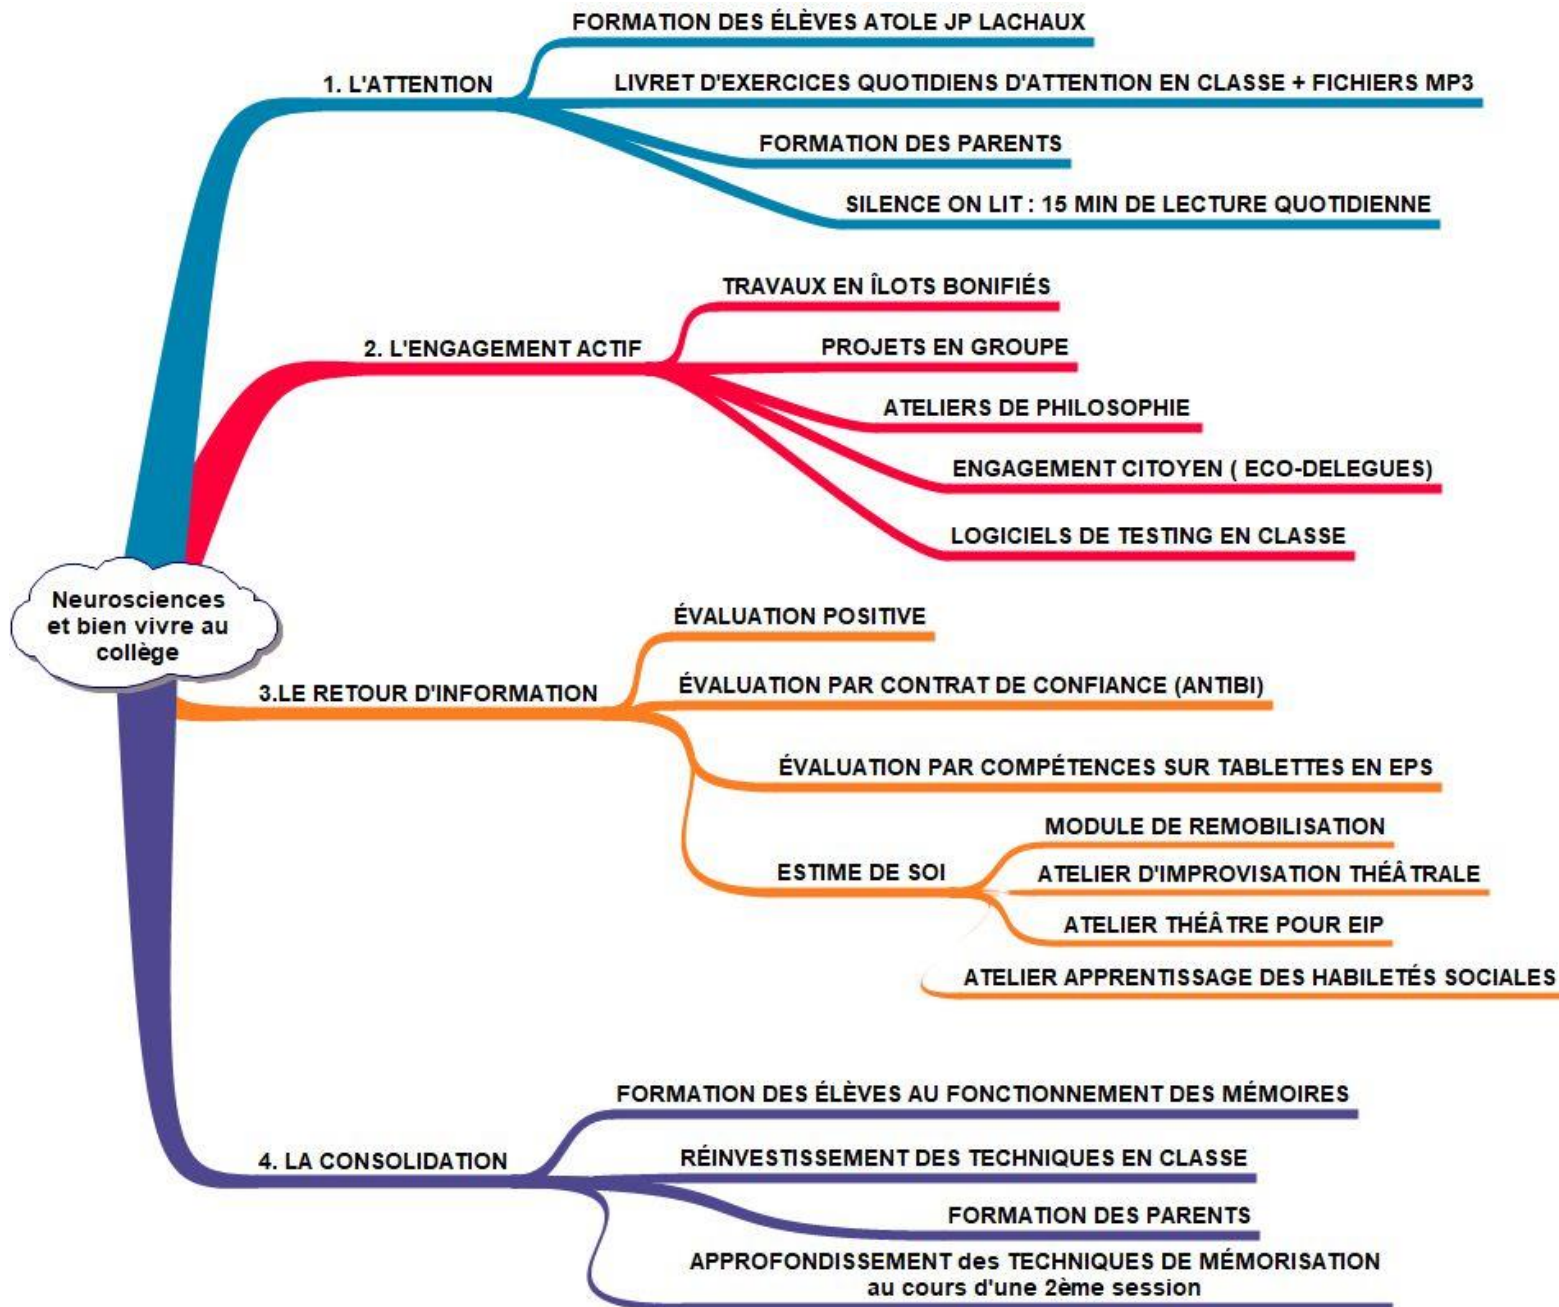 FORMATION DES ÉLÈVES ATOLE JP LACHAUX
1. L'ATTENTION
LIVRET D'EXERCICES QUOTIDIENS D'ATTENTION EN CLASSE + FICHIERS MP3
FORMATION DES PARENTS
SILENCE ON LIT : 15 MIN DE LECTURE QUOTIDIENNE
TRAVAUX EN ÎLOTS BONIFIÉS
2. L'ENGAGEMENT ACTIF
PROJETS EN GROUPE
ATELIERS DE PHILOSOPHIE
ENGAGEMENT CITOYEN ( ECO-DELEGUES)
LOGICIELS DE TESTING EN CLASSE
Neurosciences
et bien vivre au
collège
ÉVALUATION POSITIVE
3.LE RETOUR D'INFORMATION
ÉVALUATION PAR CONTRAT DE CONFIANCE (ANTIBI)
ÉVALUATION PAR COMPÉTENCES SUR TABLETTES EN EPS
ESTIME DE SOI
MODULE DE REMOBILISATION
ATELIER D'IMPROVISATION THÉÂTRALE
ATELIER THÉÂTRE POUR EIP
ATELIER APPRENTISSAGE DES HABILETÉS SOCIALES
FORMATION DES ÉLÈVES AU FONCTIONNEMENT DES MÉMOIRES
4. LA CONSOLIDATION
RÉINVESTISSEMENT DES TECHNIQUES EN CLASSE
FORMATION DES PARENTS
APPROFONDISSEMENT des TECHNIQUES DE MÉMORISATION
au cours d'une 2ème session